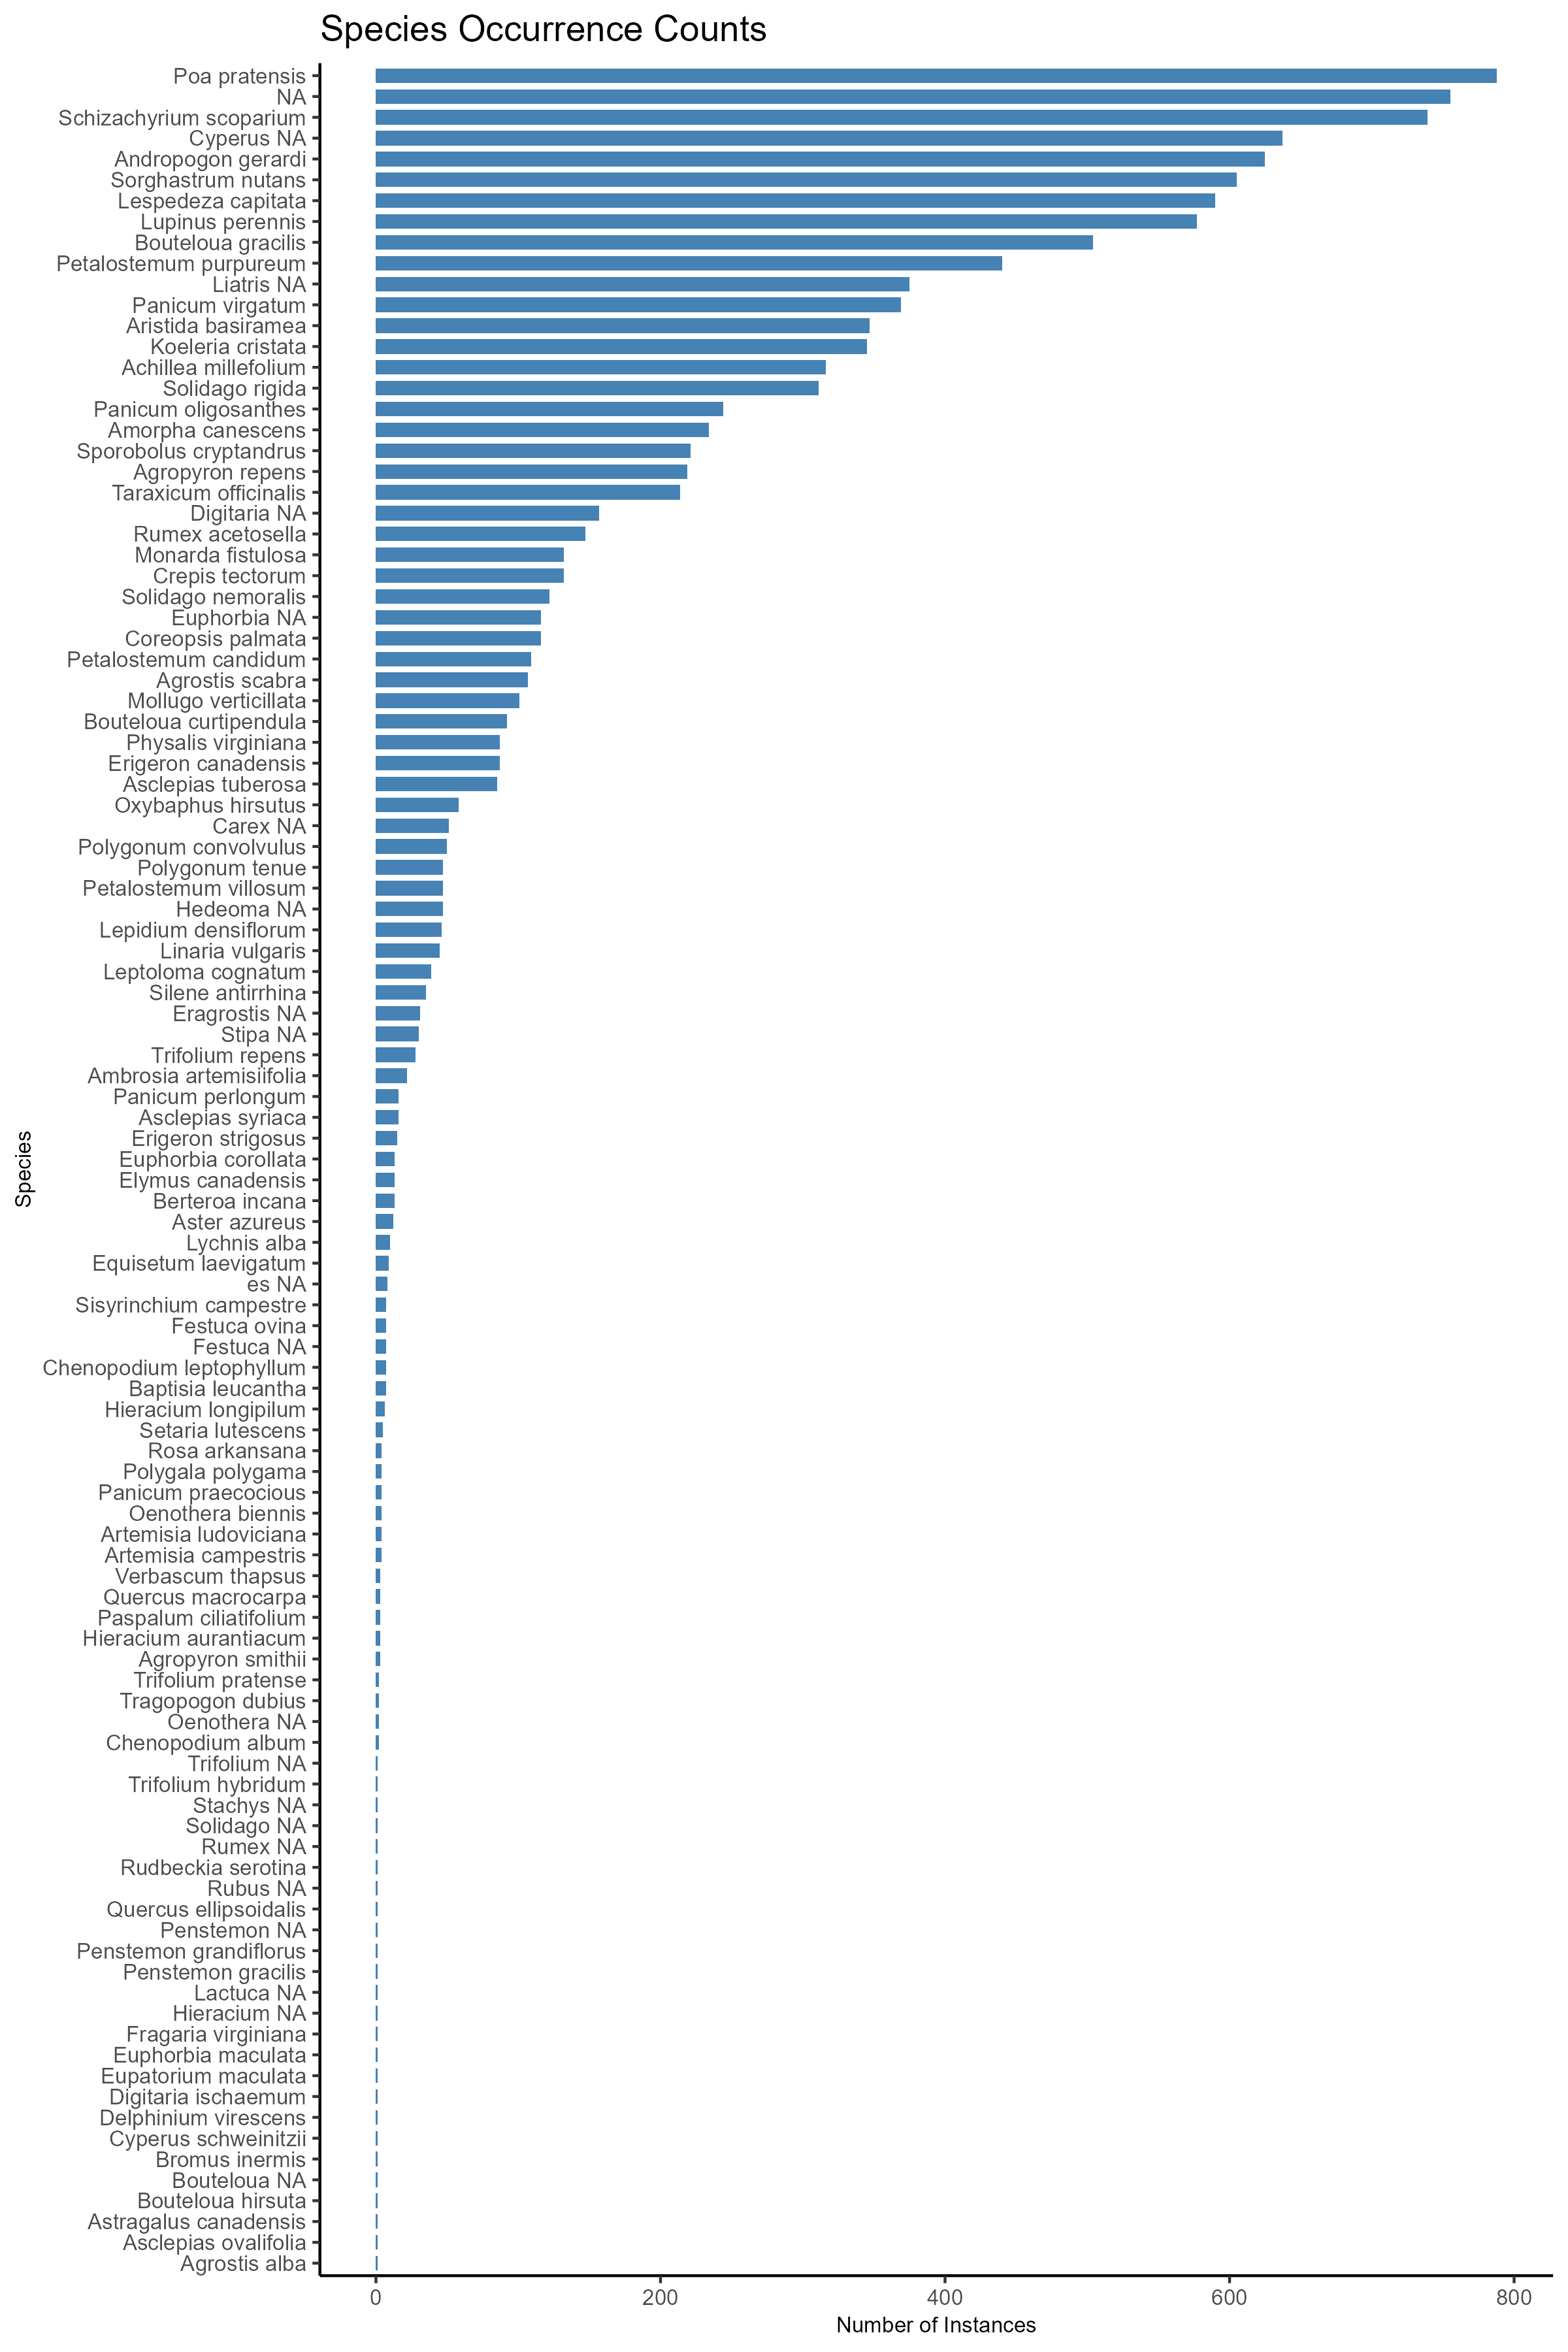 Species Occurrence Counts
Poa pratensis
NA
Schizachyrium scoparium
Cyperus NA
Andropogon gerardi
Sorghastrum nutans
Lespedeza capitata
Lupinus perennis
Bouteloua gracilis
Petalostemum purpureum
Liatris NA
Panicum virgatum
Aristida basiramea
Koeleria cristata
Achillea millefolium
Solidago rigida
Panicum oligosanthes
Amorpha canescens
Sporobolus cryptandrus
Agropyron repens
Taraxicum officinalis
Digitaria NA
Rumex acetosella
Monarda fistulosa
Crepis tectorum
Solidago nemoralis
Euphorbia NA
Coreopsis palmata
Petalostemum candidum
Agrostis scabra
Mollugo verticillata
Bouteloua curtipendula
Physalis virginiana
Erigeron canadensis
Asclepias tuberosa
Oxybaphus hirsutus
Carex NA
Polygonum convolvulus
Polygonum tenue
Petalostemum villosum
Hedeoma NA
Lepidium densiflorum
Linaria vulgaris
Leptoloma cognatum
Silene antirrhina
Eragrostis NA
Stipa NA
Trifolium repens
Ambrosia artemisiifolia
Panicum perlongum
Asclepias syriaca
Erigeron strigosus
Euphorbia corollata
Elymus canadensis
Berteroa incana
Aster azureus
Lychnis alba
Equisetum laevigatum
es NA
Sisyrinchium campestre
Festuca ovina
Festuca NA
Chenopodium leptophyllum
Baptisia leucantha
Hieracium longipilum
Setaria lutescens
Rosa arkansana
Polygala polygama
Panicum praecocious
Oenothera biennis
Artemisia ludoviciana
Artemisia campestris
Verbascum thapsus
Quercus macrocarpa
Paspalum ciliatifolium
Hieracium aurantiacum
Agropyron smithii
Trifolium pratense
Tragopogon dubius
Oenothera NA
Chenopodium album
Trifolium NA
Trifolium hybridum
Stachys NA
Solidago NA
Rumex NA
Rudbeckia serotina
Rubus NA
Quercus ellipsoidalis
Penstemon NA
Penstemon grandiflorus
Penstemon gracilis
Lactuca NA
Hieracium NA
Fragaria virginiana
Euphorbia maculata
Eupatorium maculata
Digitaria ischaemum
Delphinium virescens
Cyperus schweinitzii
Bromus inermis
Bouteloua NA
Bouteloua hirsuta
Astragalus canadensis
Asclepias ovalifolia
Agrostis alba
Species
0 200 400 600 800
Number of Instances